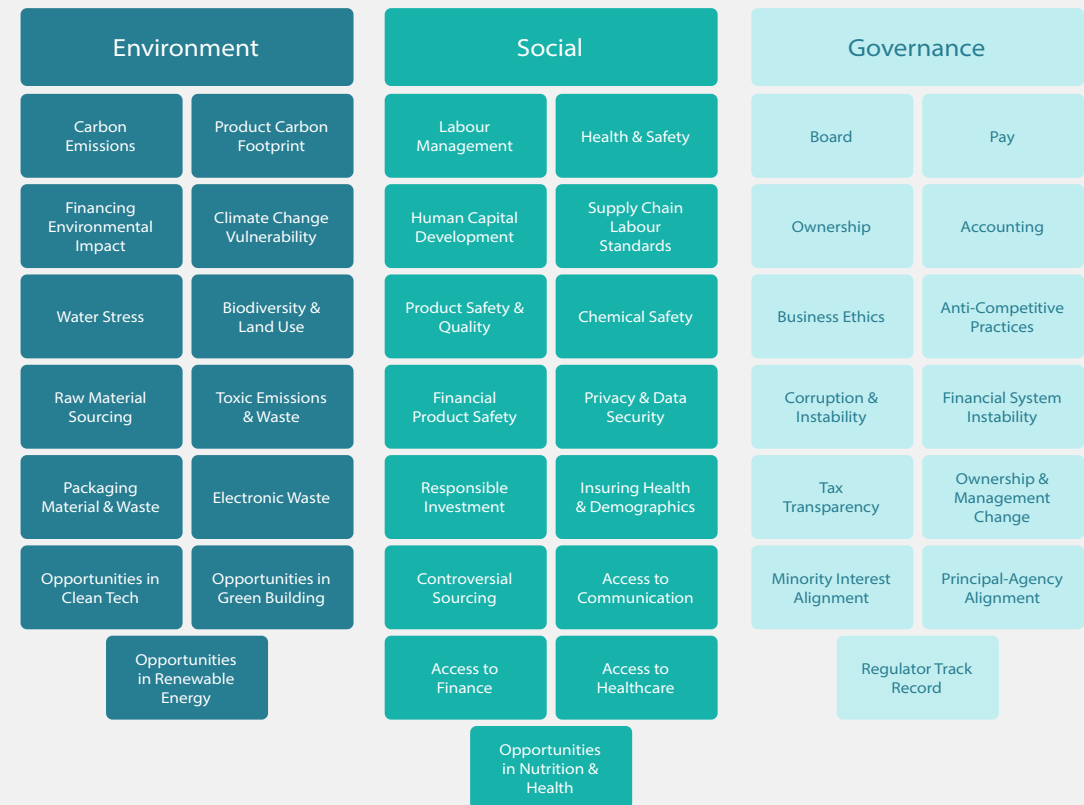 Environment
Carbon
Emissions
Product Carbon
Footprint
Financing
Environmental
Impact
Climate Change
Vulnerability
Water Stress
Biodiversity &
Land Use
Raw Material
Sourcing
Toxic Emissions
& Waste
Packaging
Material & Waste
Electronic Waste
Opportunities in
Clean Tech
Opportunities in
Green Building
Opportunities
in Renewable
Energy
Social
Labour
Management
Health & Safety
Human Capital
Development
Supply Chain
Labour
Standards
Product Safety &
Quality
Chemical Safety
Financial
Product Safety
Privacy & Data
Security
Responsible
Investment
Insuring Health
& Demographics
Controversial
Sourcing
Access to
Communication
Access to
Finance
Access to
Healthcare
Opportunities
in Nutrition &
Health
Governance
Board
Pay
Ownership
Accounting
Business Ethics
Anti-Competitive
Practices
Corruption &
Instability
Financial System
Instability
Tax
Transparency
Ownership &
Management
Change
Minority Interest
Alignment
Principal-Agency
Alignment
Regulator Track
Record